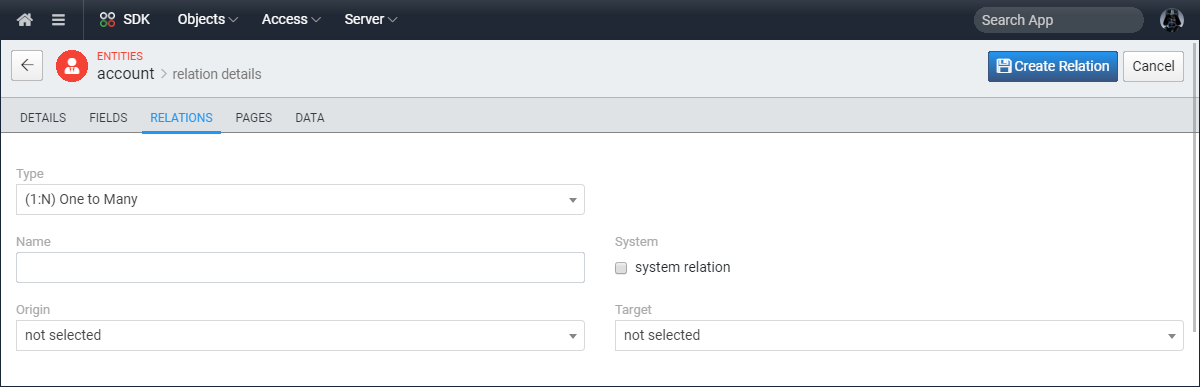 SDK Objects Access Server Search App
ENTITIES
account relation details
Create Relation Cancel
DETAILS FIELDS RELATIONS PAGES DATA
Type
(1:N) One to Many
Name System
system relation
Origin Target
not selected not selected